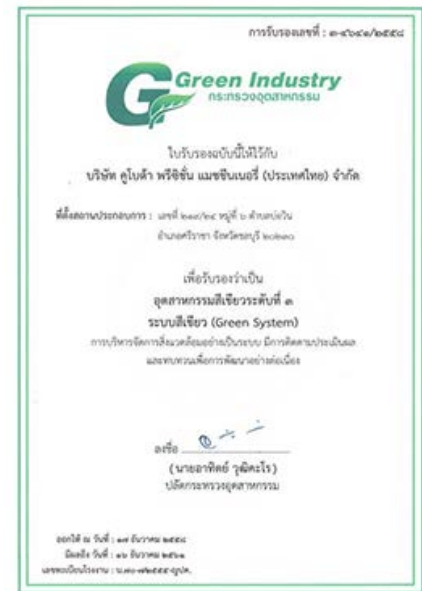 การรับรองเลขที่ : ๓-๔๖๔๑/๒๕๕๘
Green Industry
กระทรวงอุตสาหกรรม
ใบรับรองฉบับนี้ให้ไว้กับ
บริษัท คูโบต้า พรีซิชั่น แมชชีนเนอรี่ (ประเทศไทย) จำกัด
ที่ตั้งสถานประกอบการ : เลขที่ ๒๑๙/๒๔ หมู่ที่ ๖ ตำบลบ่อวิน
อำเภอศรีราชา จังหวัดชลบุรี ๒๐๒๓๐
เพื่อรับรองว่าเป็น
อุตสาหกรรมสีเขียวระดับที่ ๓
ระบบสีเขียว (Green System)
การบริหารจัดการสิ่งแวดล้อมอย่างเป็นระบบ มีการติดตามประเมินผล
และทบทวนเพื่อการพัฒนาอย่างต่อเนื่อง
ลงชื่อ
(นายอาทิตย์ วุฒิคะโร)
ปลัดกระทรวงอุตสาหกรรม
ออกให้ ณ วันที่ : ๑๗ ธันวาคม ๒๕๕๘
มีผลถึง วันที่ : ๑๖ ธันวาคม ๒๕๖๑
เลขทะเบียนโรงงาน :